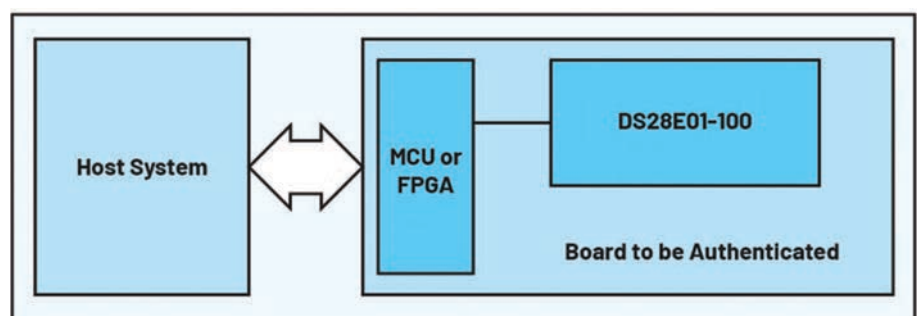 Host System
MCU or
FPGA
DS28E01-100
Board to be Authenticated